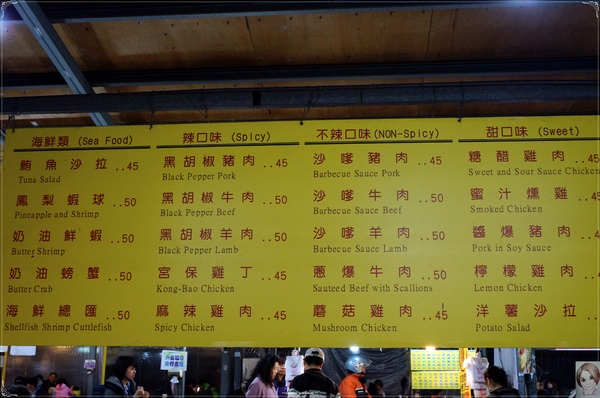 海鮮類 (Sea Food)
鮪魚沙拉..45
Tuna Salad
鳳梨蝦球..50
Pineapple and Shrimp
奶油鮮蝦..50
Butter Shrimp
奶油螃蟹..50
Butter Crab
海鮮總匯..50
Shellfish Shrimp Cuttlefish
辣口味 (Spicy)
黑胡椒豬肉..45
Black Pepper Pork
黑胡椒牛肉..50
Black Pepper Beef
黑胡椒羊肉..50
Black Pepper Lamb
宮保雞丁..45
Kong-Bao Chicken
麻辣雞肉..45
Spicy Chicken
不辣口味(NON-Spicy)
沙嗲豬肉..45
Barbecue Sauce Pork
沙嗲牛肉..50
Barbecue Sauce Beef
沙嗲羊肉..50
Barbecue Sauce Lamb
蔥爆牛肉..50
Sauteed Beef with Scallions
蘑菇雞肉..45
Mushroom Chicken
甜口味 (Sweet)
糖醋雞肉..45
Sweet and Sour Sauce Chicken
蜜汁燻雞..45
Smoked Chicken
醬爆豬肉..
Pork in Soy Sauce
檸檬雞肉..
Lemon Chicken
洋薯沙拉..
Potato Salad